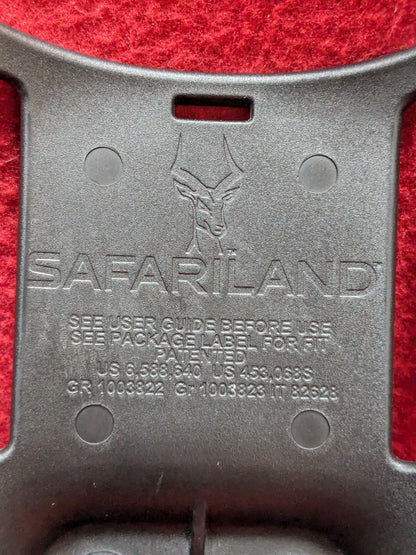 SAFARILAND
SEE USER GUIDE BEFORE USE
SEE PACKAGE LABEL FOR FIT
PATENTED
US 6,588,640 US 453,068S
GR 1003822 Gr 1003823 IT 82628